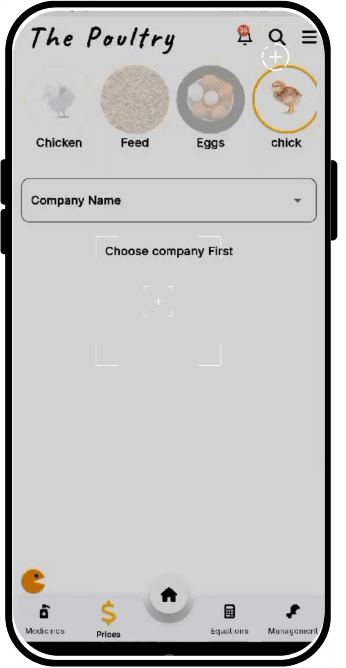 The Poultry
Chicken Feed Eggs chick
Company Name
Choose company First
Medicines Prices Equations Management